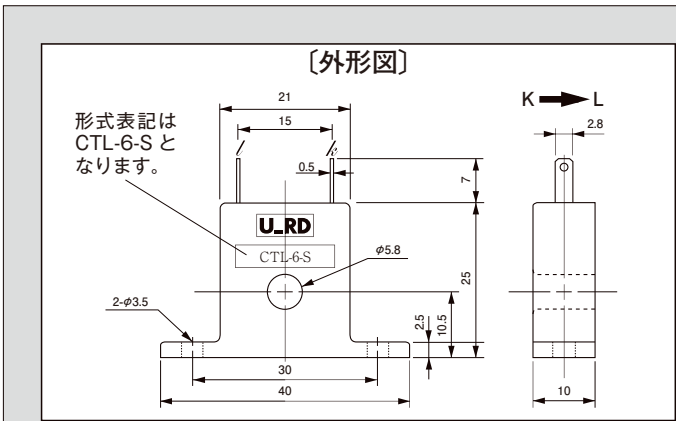 〔外形図〕
21
K L
形式表記は
CTL-6-S と
なります。
15
2.8
l
k
0.5
7
U_RD
CTL-6-S
φ5.8
25
2-φ3.5
2.5
10.5
30
40
10